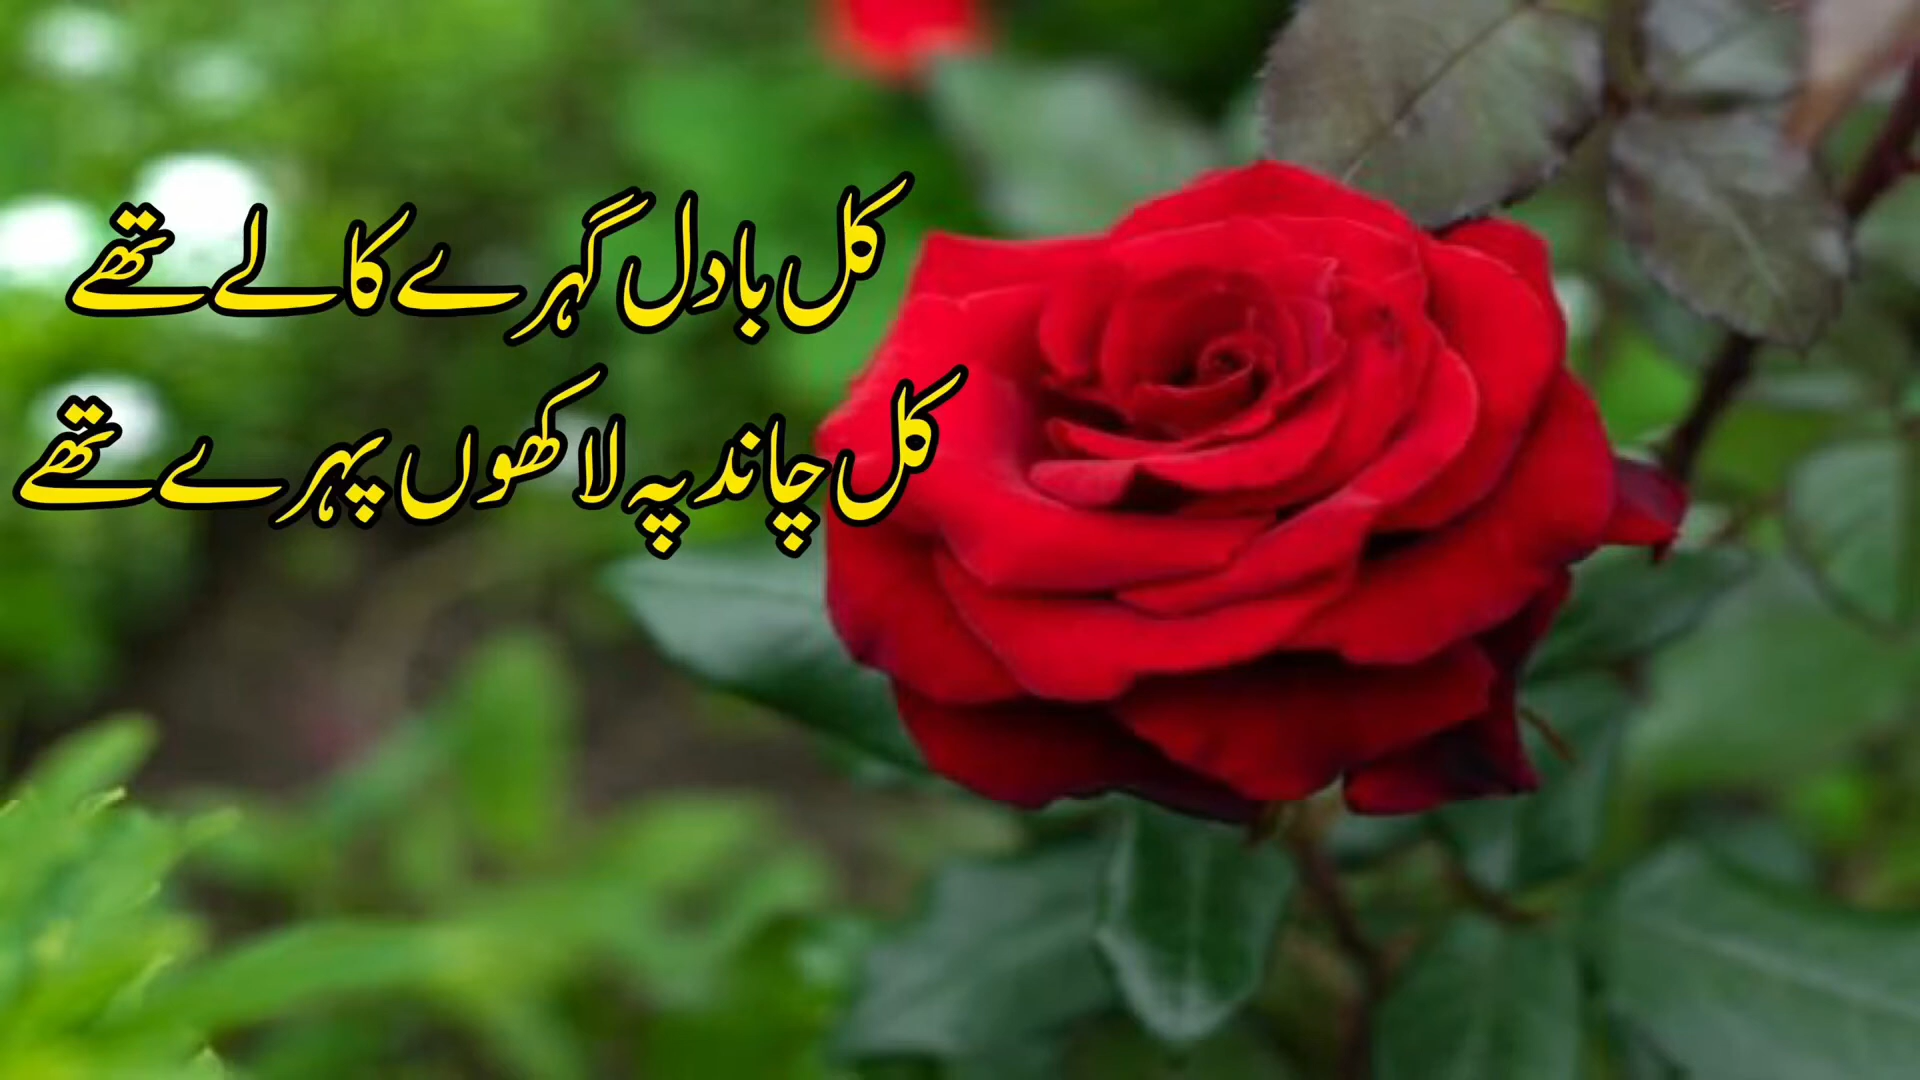 کل بادل گہرے کالے تھے
کل چاند پہ لاکھوں پہرے تھے